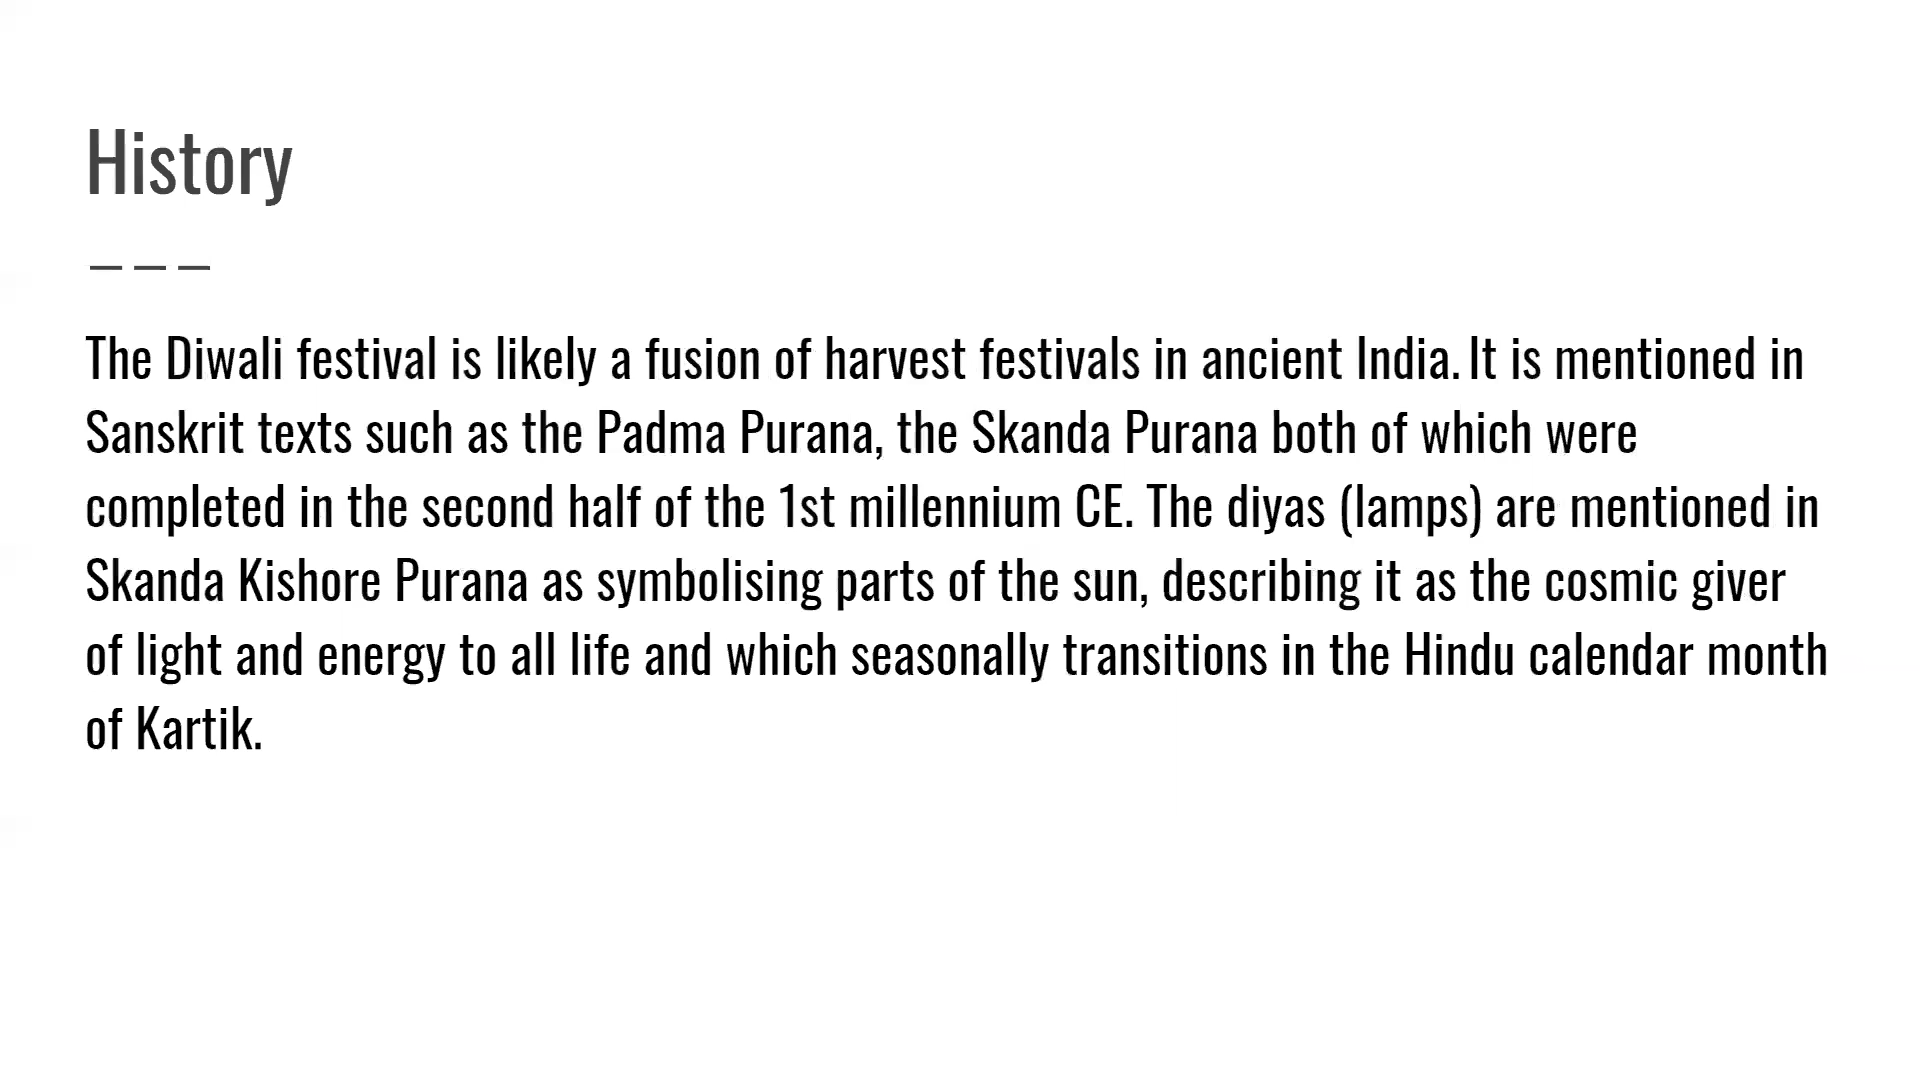 History
The Diwali festival is likely a fusion of harvest festivals in ancient India. It is mentioned in
Sanskrit texts such as the Padma Purana, the Skanda Purana both of which were
completed in the second half of the 1st millennium CE. The diyas (lamps) are mentioned in
Skanda Kishore Purana as symbolising parts of the sun, describing it as the cosmic giver
of light and energy to all life and which seasonally transitions in the Hindu calendar month
of Kartik.